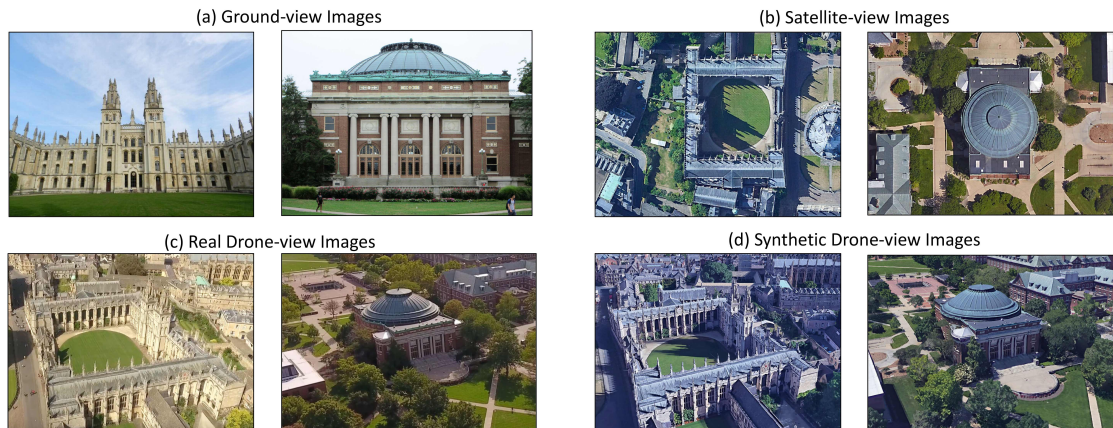 (a) Ground-view Images
(b) Satellite-view Images
(c) Real Drone-view Images
(d) Synthetic Drone-view Images